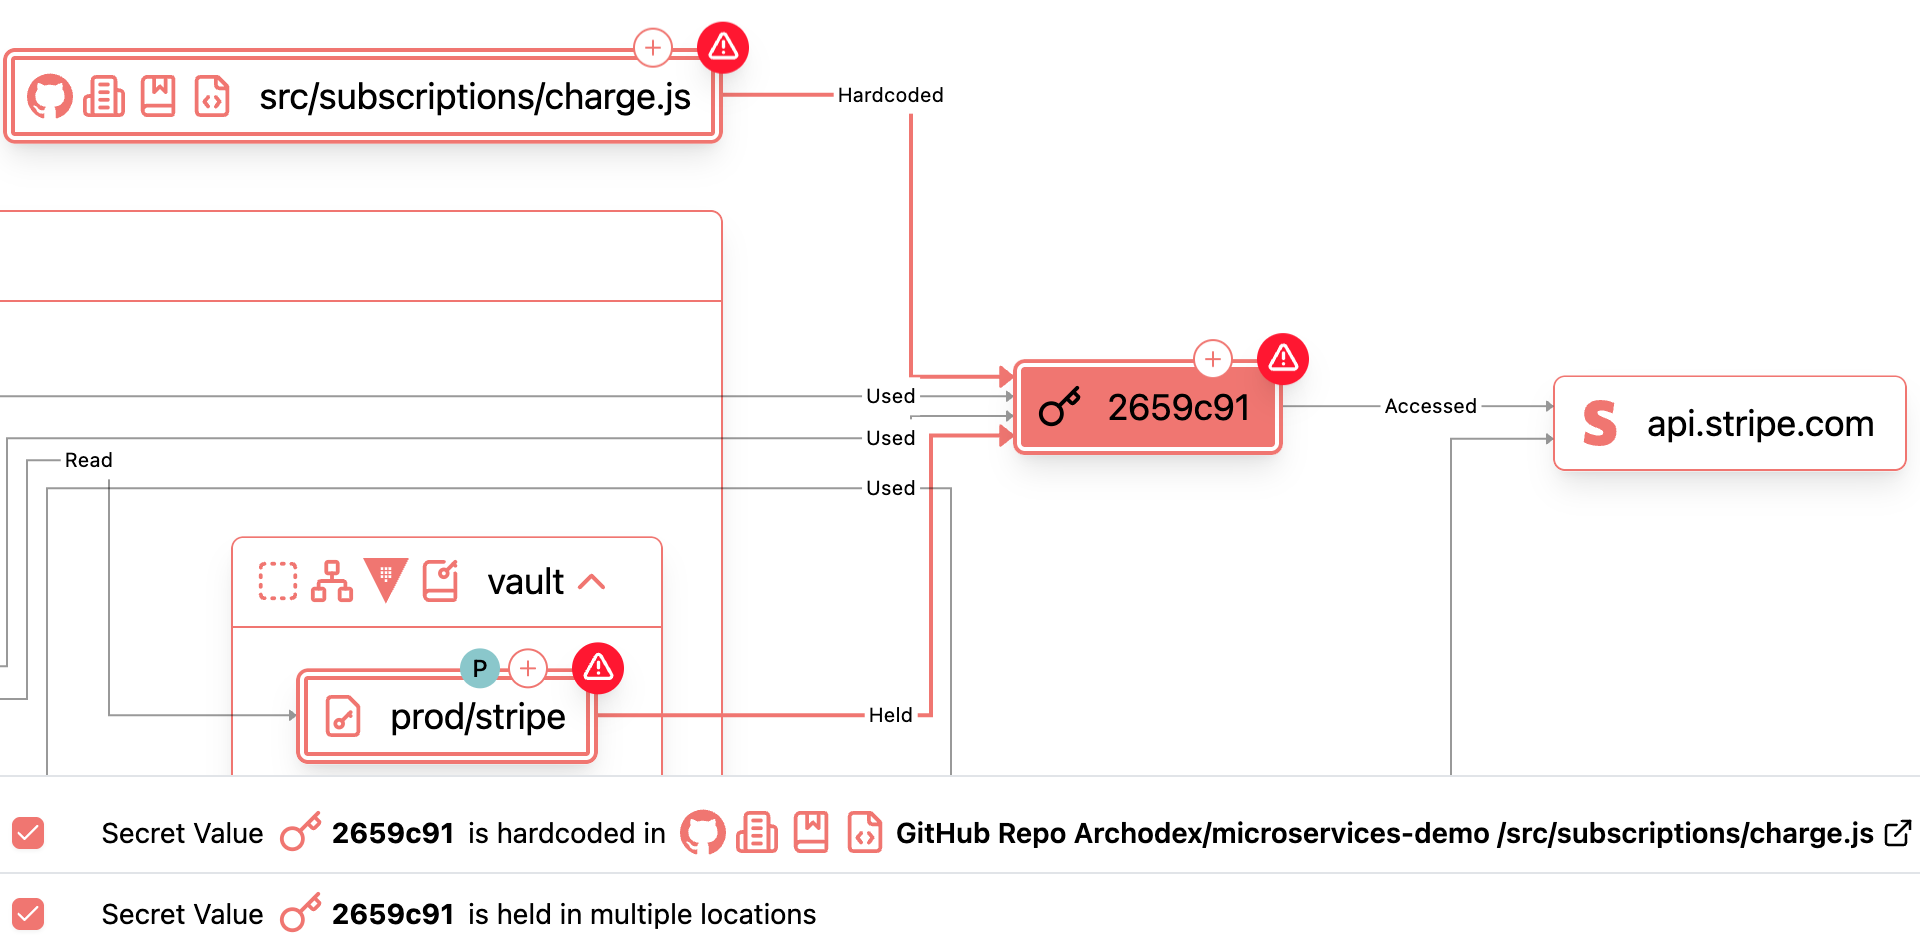 src/subscriptions/charge.js
Hardcoded
Used
2659c91
Accessed
api.stripe.com
Used
Read
Used
vault
P
prod/stripe
Held
Secret Value 2659c91 is hardcoded in GitHub Repo Archodex/microservices-demo /src/subscriptions/charge.js
Secret Value 2659c91 is held in multiple locations